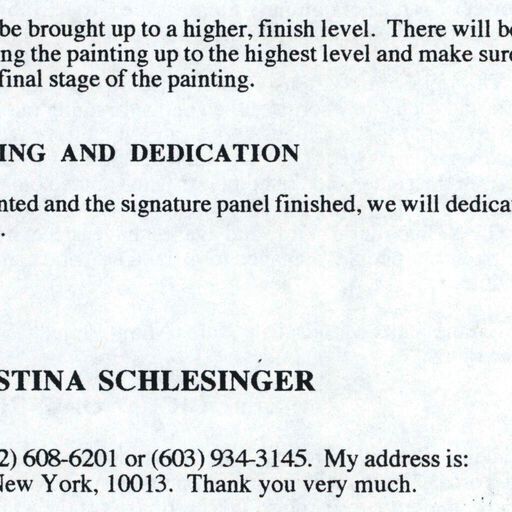 be brought up to a higher, finish level. There will b
ng the painting up to the highest level and make sure
final stage of the painting.
ING AND DEDICATION
nted and the signature panel finished, we will dedica
.
STINA SCHLESINGER
2) 608-6201 or (603) 934-3145. My address is:
New York, 10013. Thank you very much.